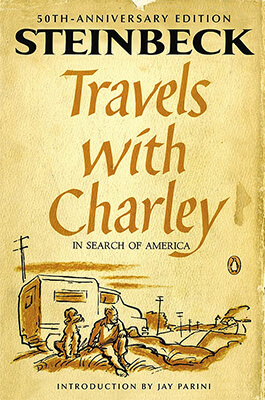 50TH-ANNIVERSARY EDITION
STEINBECK
Travels
with
Charley
IN SEARCH OF AMERICA
INTRODUCTION BY JAY PARINI